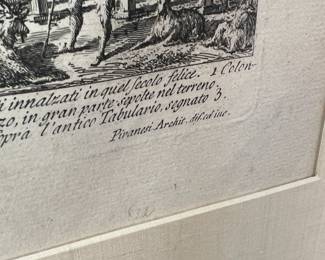 i innalzati in quel secolo felice. 1 Colon-
zo, in gran parte sepolte nel terreno.
sopra l'antico Tabulario, segnato 3.
Piranesi Archit. dis. ed inc.